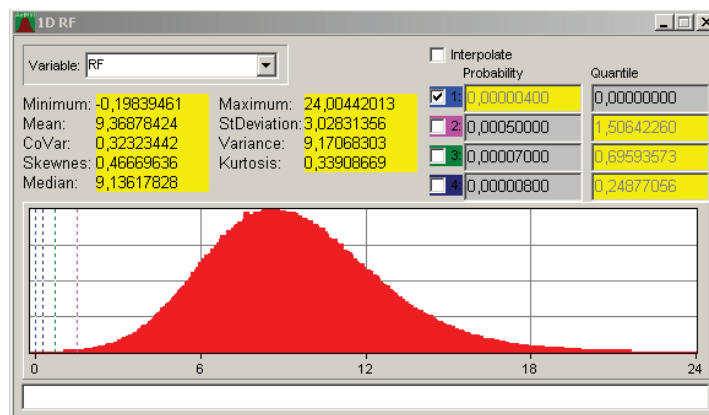 1D RF
Variable: RF
Interpolate
Probability Quantile
Minimum: -0,19839461 Maximum: 24,00442013
Mean: 9,36878424 StDeviation: 3,02831356
CoVar: 0,32323442 Variance: 9,17068303
Skewnes: 0,46669636 Kurtosis: 0,33908669
Median: 9,13617828
1: 0,00000400 0,00000000
2: 0,00050000 1,50642260
3: 0,00007000 0,69593573
4: 0,00000800 0,24877056
0 6 12 18 24